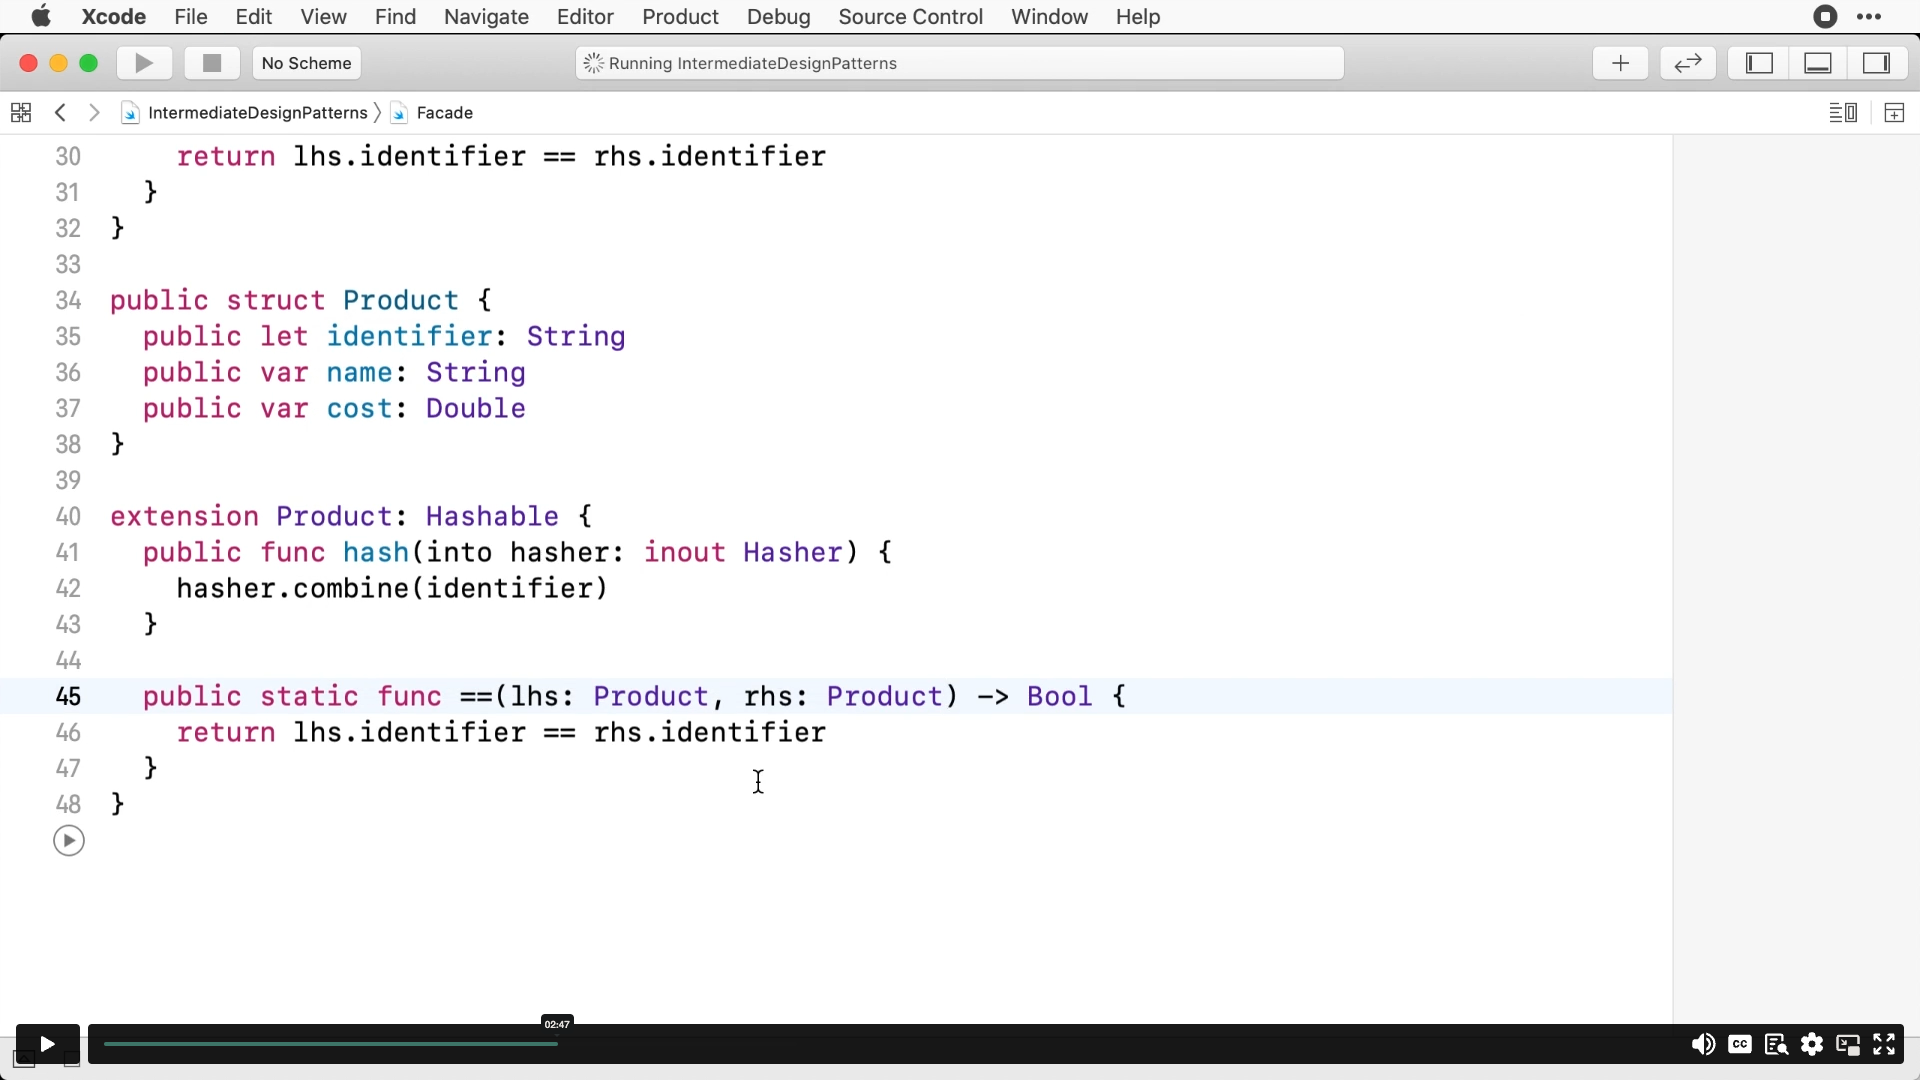 Xcode File Edit View Find Navigate Editor Product Debug Source Control Window Help
No Scheme
Running IntermediateDesignPatterns
IntermediateDesignPatterns Facade
30 return lhs.identifier == rhs.identifier
31 }
32 }
33
34 public struct Product {
35 public let identifier: String
36 public var name: String
37 public var cost: Double
38 }
39
40 extension Product: Hashable {
41 public func hash(into hasher: inout Hasher) {
42 hasher.combine(identifier)
43 }
44
45 public static func ==(lhs: Product, rhs: Product) -> Bool {
46 return lhs.identifier == rhs.identifier
47 }
48 }
02:47
CC